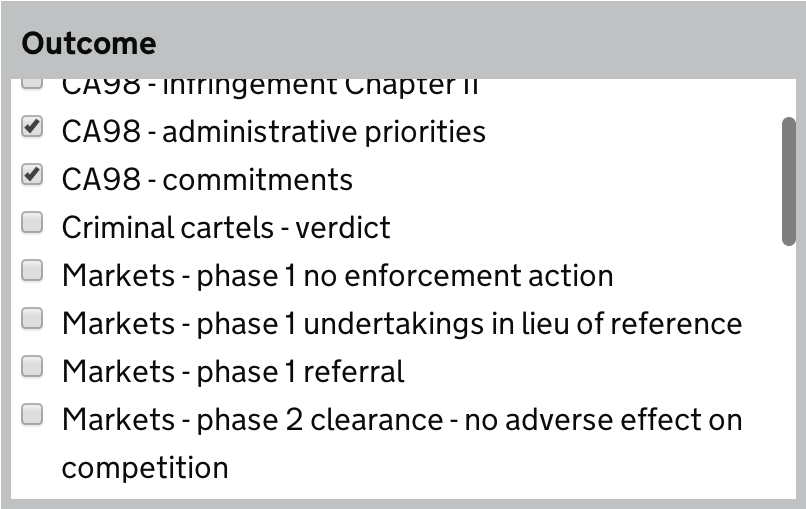 Outcome
CA98 - infringement Chapter II
CA98 - administrative priorities
CA98 - commitments
Criminal cartels - verdict
Markets - phase 1 no enforcement action
Markets - phase 1 undertakings in lieu of reference
Markets - phase 1 referral
Markets - phase 2 clearance - no adverse effect on
competition